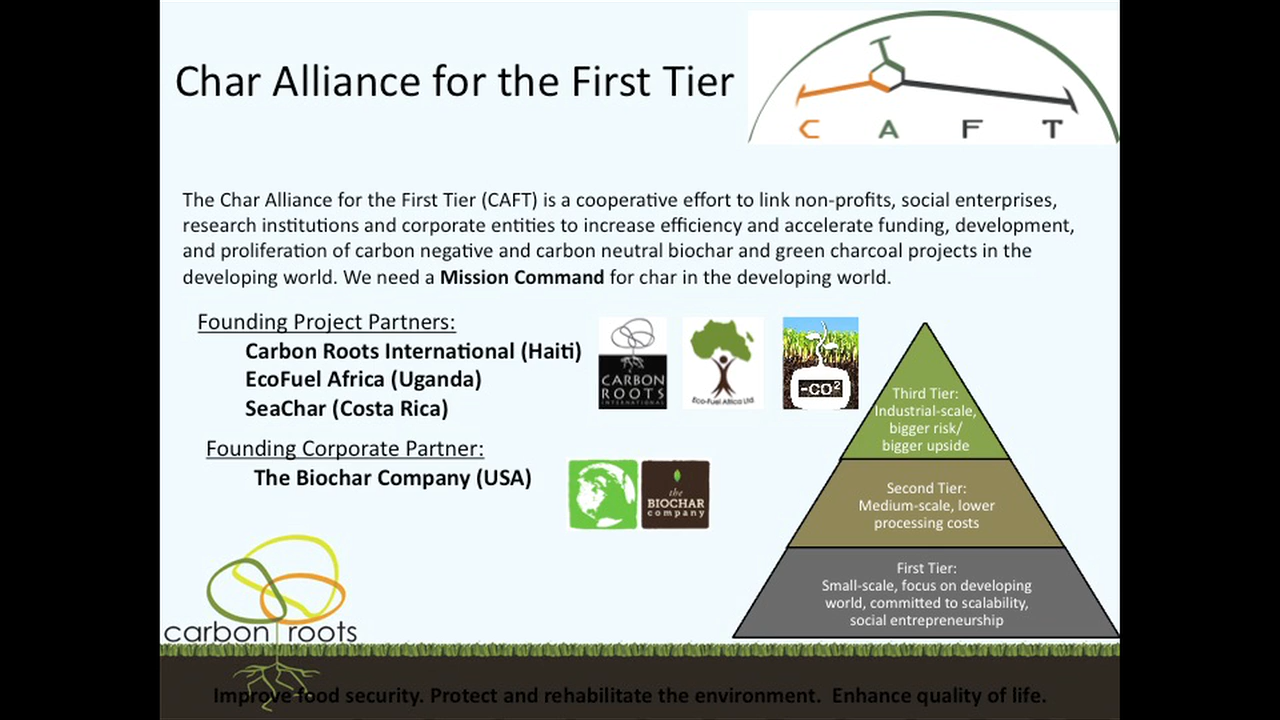 Char Alliance for the First Tier
C A F T
The Char Alliance for the First Tier (CAFT) is a cooperative effort to link non-profits, social enterprises,
research institutions and corporate entities to increase efficiency and accelerate funding, development,
and proliferation of carbon negative and carbon neutral biochar and green charcoal projects in the
developing world. We need a Mission Command for char in the developing world.
Founding Project Partners:
Carbon Roots International (Haiti)
EcoFuel Africa (Uganda)
SeaChar (Costa Rica)
CARBON
ROOTS
INTERNATIONAL
Eco-Fuel Africa Ltd
-CO²
Founding Corporate Partner:
The Biochar Company (USA)
the
BIOCHAR
company
Third Tier:
Industrial-scale,
bigger risk/
bigger upside
Second Tier:
Medium-scale, lower
processing costs
First Tier:
Small-scale, focus on developing
world, committed to scalability,
social entrepreneurship
carbon roots
Improve food security. Protect and rehabilitate the environment. Enhance quality of life.